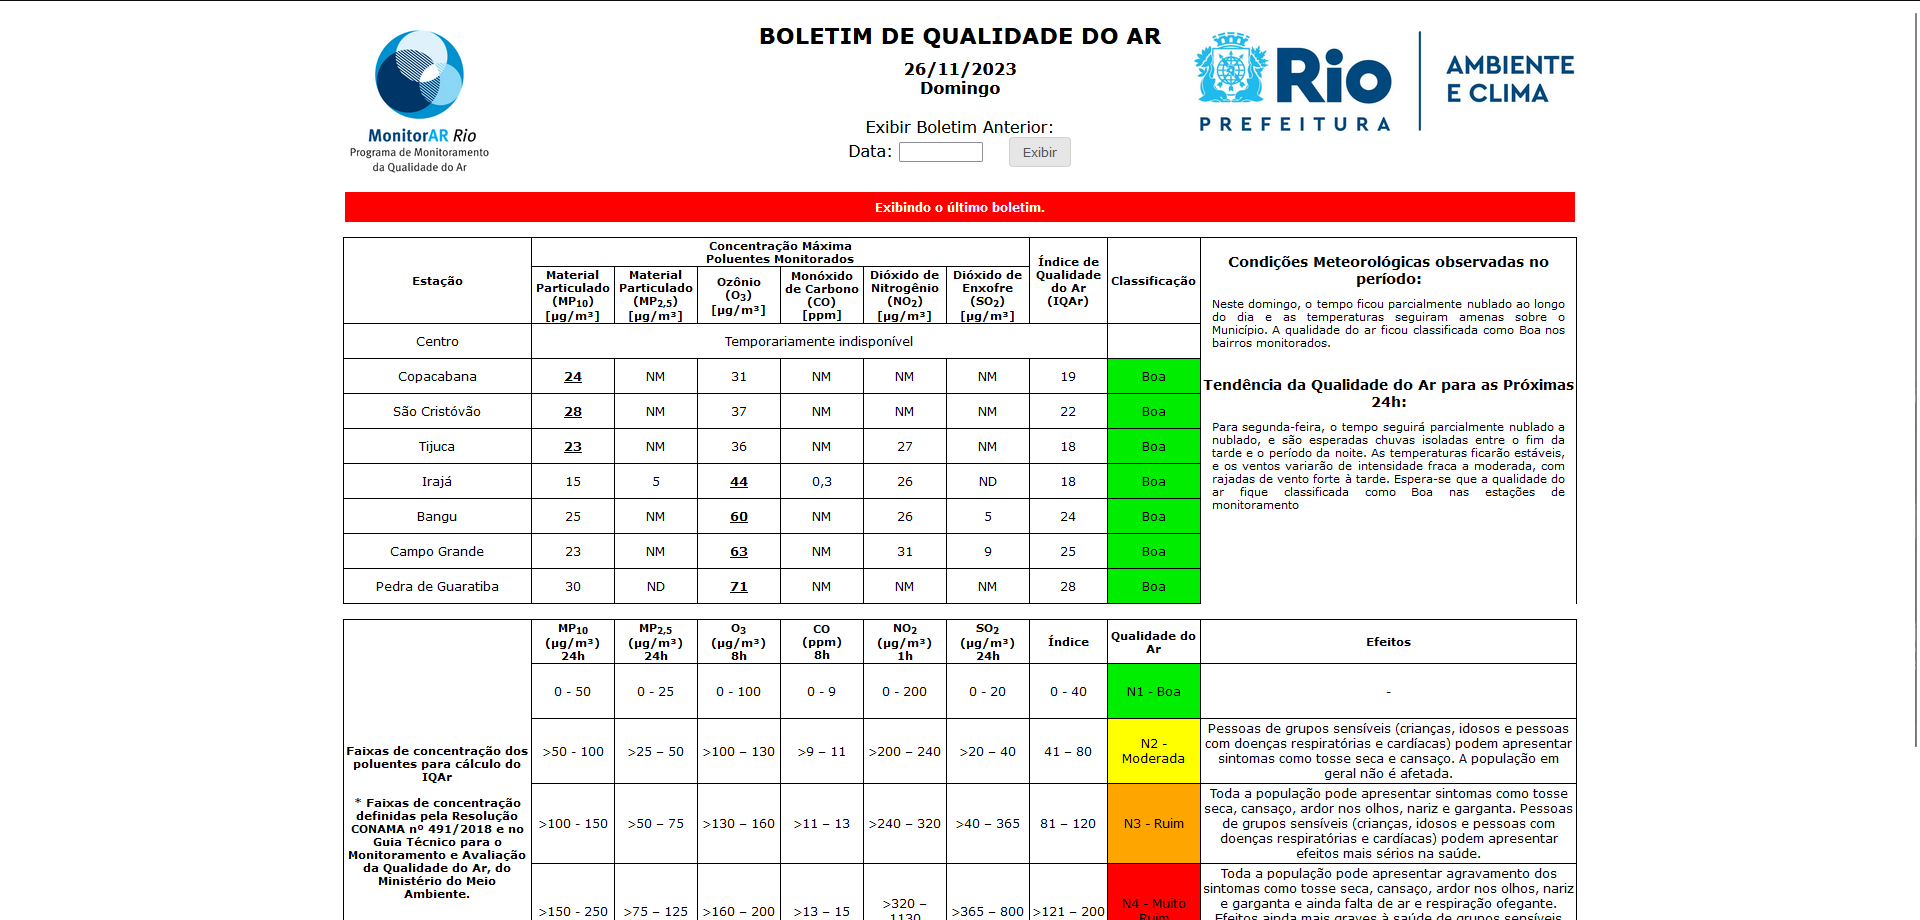 BOLETIM DE QUALIDADE DO AR
26/11/2023
Domingo
Exibir Boletim Anterior:
Data:
Exibir
MonitorAR Rio
Programa de Monitoramento
da Qualidade do Ar
Rio
PREFEITURA
AMBIENTE
E CLIMA
Exibindo o último boletim.
Estação
Concentração Máxima
Poluentes Monitorados
Material
Particulado
(MP10)
[µg/m³]
Material
Particulado
(MP2,5)
[µg/m³]
Ozônio
(O3)
[µg/m³]
Monóxido
de Carbono
(CO)
[ppm]
Dióxido de
Nitrogênio
(NO2)
[µg/m³]
Dióxido de
Enxofre
(SO2)
[µg/m³]
Índice de
Qualidade
do Ar
(IQAr)
Classificação
Centro Temporariamente indisponível
Copacabana 24 NM 31 NM NM NM 19 Boa
São Cristóvão 28 NM 37 NM NM NM 22 Boa
Tijuca 23 NM 36 NM 27 NM 18 Boa
Irajá 15 5 44 0,3 26 ND 18 Boa
Bangu 25 NM 60 NM 26 5 24 Boa
Campo Grande 23 NM 63 NM 31 9 25 Boa
Pedra de Guaratiba 30 ND 71 NM NM NM 28 Boa
Condições Meteorológicas observadas no
período:
Neste domingo, o tempo ficou parcialmente nublado ao longo
do dia e as temperaturas seguiram amenas sobre o
Município. A qualidade do ar ficou classificada como Boa nos
bairros monitorados.
Tendência da Qualidade do Ar para as Próximas
24h:
Para segunda-feira, o tempo seguirá parcialmente nublado a
nublado, e são esperadas chuvas isoladas entre o fim da
tarde e o período da noite. As temperaturas ficarão estáveis,
e os ventos variarão de intensidade fraca a moderada, com
rajadas de vento forte à tarde. Espera-se que a qualidade do
ar fique classificada como Boa nas estações de
monitoramento
Faixas de concentração dos
poluentes para cálculo do
IQAr
* Faixas de concentração
definidas pela Resolução
CONAMA nº 491/2018 e no
Guia Técnico para o
Monitoramento e Avaliação
da Qualidade do Ar, do
Ministério do Meio
Ambiente.
MP10
(µg/m³)
24h
MP2,5
(µg/m³)
24h
O3
(µg/m³)
8h
CO
(ppm)
8h
NO2
(µg/m³)
1h
SO2
(µg/m³)
24h
Índice
Qualidade do
Ar
Efeitos
0 - 50 0 - 25 0 - 100 0 - 9 0 - 200 0 - 20 0 - 40 N1 - Boa -
>50 - 100 >25 – 50 >100 – 130 >9 – 11 >200 – 240 >20 – 40 41 – 80
N2 -
Moderada
Pessoas de grupos sensíveis (crianças, idosos e pessoas
com doenças respiratórias e cardíacas) podem apresentar
sintomas como tosse seca e cansaço. A população em
geral não é afetada.
>100 - 150 >50 – 75 >130 – 160 >11 – 13 >240 – 320 >40 – 365 81 – 120 N3 - Ruim
Toda a população pode apresentar sintomas como tosse
seca, cansaço, ardor nos olhos, nariz e garganta. Pessoas
de grupos sensíveis (crianças, idosos e pessoas com
doenças respiratórias e cardíacas) podem apresentar
efeitos mais sérios na saúde.
>150 - 250 >75 – 125 >160 – 200 >13 – 15
>320 –
1130
>365 – 800 >121 – 200
N4 - Muito
Ruim
Toda a população pode apresentar agravamento dos
sintomas como tosse seca, cansaço, ardor nos olhos, nariz
e garganta e ainda falta de ar e respiração ofegante.
Efeitos ainda mais graves à saúde de grupos sensíveis